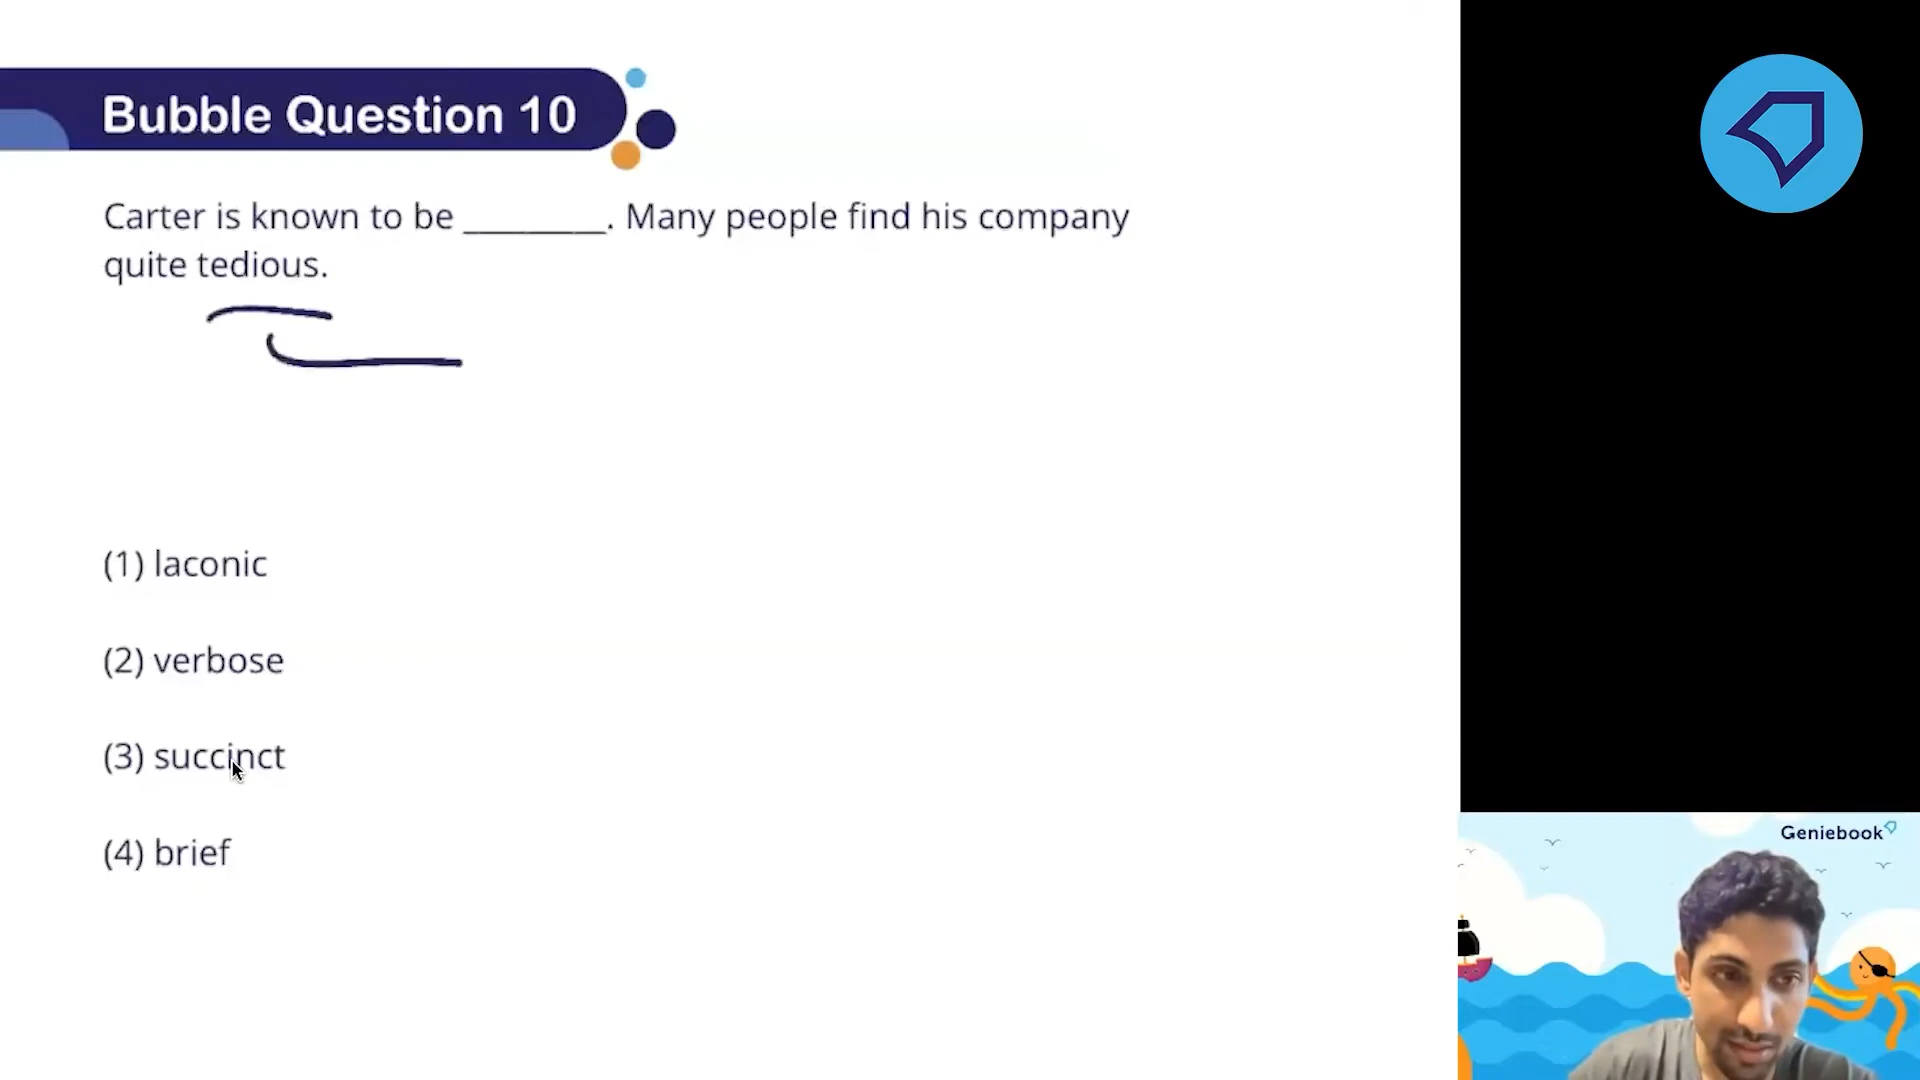 Bubble Question 10
Carter is known to be ________. Many people find his company
quite tedious.
(1) laconic
(2) verbose
(3) succinct
(4) brief
Geniebook